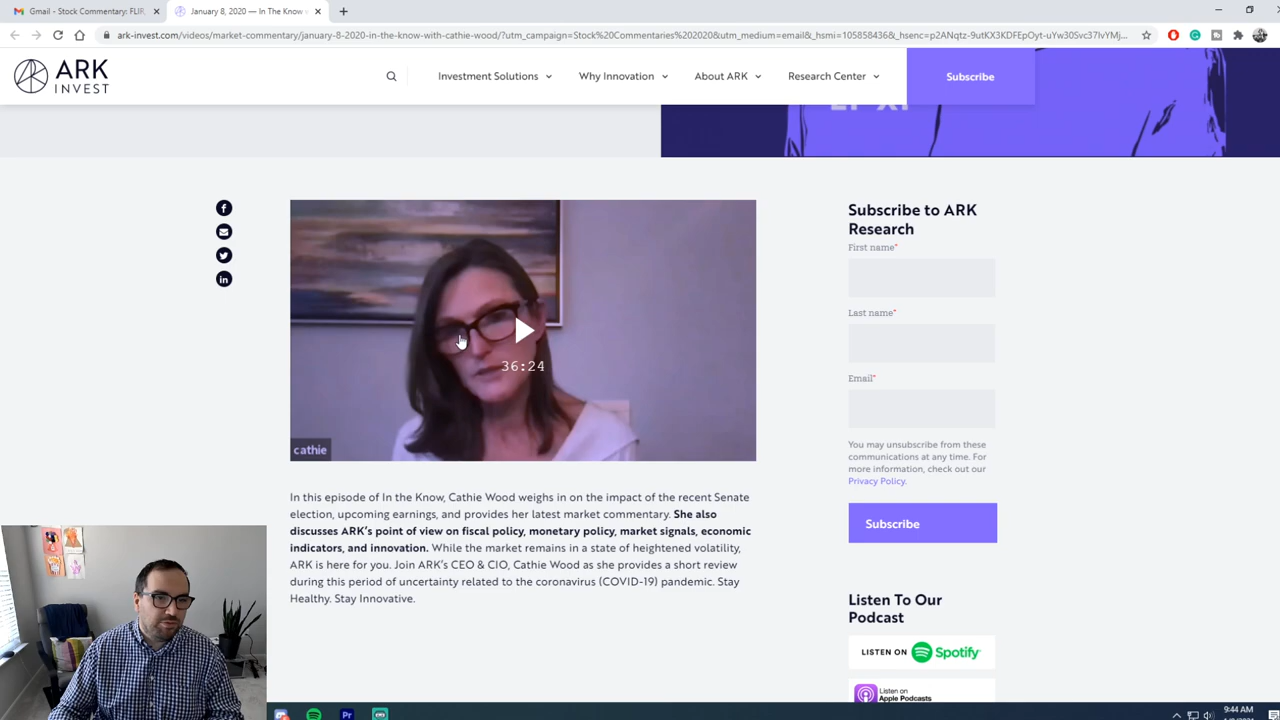 Gmail - Stock Commentary: FLIR,
January 8, 2020 — In The Know
ark-invest.com/videos/market-commentary/january-8-2020-in-the-know-with-cathie-wood/?utm_campaign=Stock%20Commentaries%202020&utm_medium=email&_hsmi=105858436&_hsenc=
ARK
INVEST
Investment Solutions
Why Innovation
About ARK
Research Center
Subscribe
36:24
cathie
In this episode of In the Know, Cathie Wood weighs in on the impact of the recent Senate
election, upcoming earnings, and provides her latest market commentary. She also
discusses ARK's point of view on fiscal policy, monetary policy, market signals, economic
indicators, and innovation. While the market remains in a state of heightened volatility,
ARK is here for you. Join ARK's CEO & CIO, Cathie Wood as she provides a short review
during this period of uncertainty related to the coronavirus (COVID-19) pandemic. Stay
Healthy. Stay Innovative.
Subscribe to ARK
Research
First name*
Last name*
Email*
You may unsubscribe from these
communications at any time. For
more information, check out our
Privacy Policy.
Subscribe
Listen To Our
Podcast
LISTEN ON Spotify
Listen on
Apple Podcasts
9:44 AM